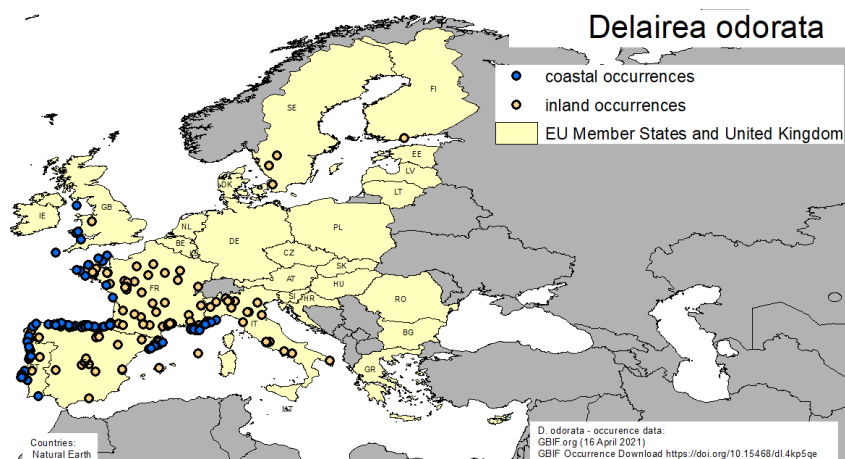 Delairea odorata
coastal occurrences
inland occurrences
EU Member States and United Kingdom
FI
SE
EE
LV
LT
DK
IE
GB
NL
BE
DE
PL
CZ
SK
FR
AT
HU
SI
HR
RO
IT
BG
GR
Countries:
Natural Earth
D. odorata - occurence data:
GBIF.org (16 April 2021)
GBIF Occurrence Download https://doi.org/10.15468/dl.4kp5qe